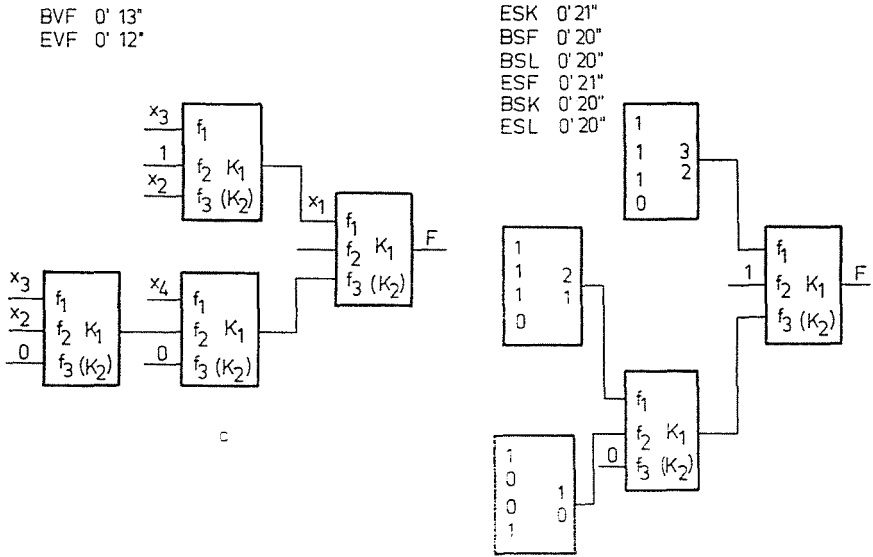 BVF 0' 13"
EVF 0' 12"
x₃
f₁
1
f₂ K₁
x₂
f₃ (K₂)
x₁
f₁
f₂ K₁
f₃ (K₂)
F
x₃
f₁
x₂
f₂ K₁
0
f₃ (K₂)
x₄
f₁
f₂ K₁
0
f₃ (K₂)
c
ESK 0' 21"
BSF 0' 20"
BSL 0' 20"
ESF 0' 21"
BSK 0' 20"
ESL 0' 20"
1
1 3
1 2
0
1
1
1 2
0 1
f₁
1
f₂ K₁
f₃ (K₂)
F
f₁
f₂ K₁
0
f₃ (K₂)
1
0
0 1
1 0